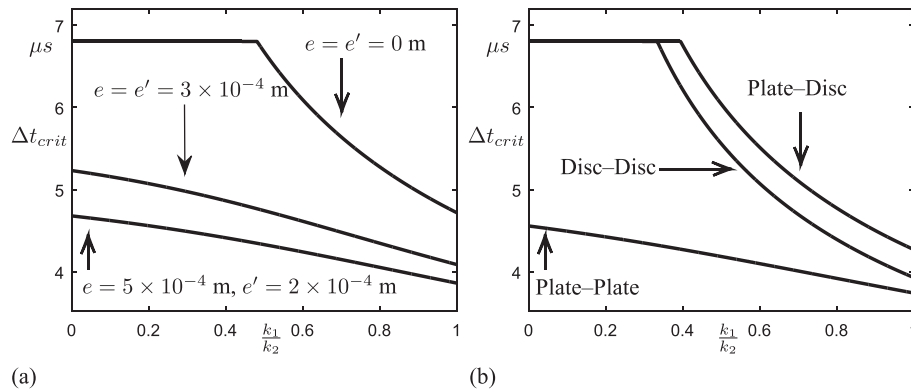 7
μs
6
Δt_crit
5
4
e = e′ = 0 m
e = e′ = 3 × 10⁻⁴ m
e = 5 × 10⁻⁴ m, e′ = 2 × 10⁻⁴ m
0 0.2 0.4 k₁/k₂ 0.6 0.8 1
(a)
7
μs
6
Δt_crit
5
4
Plate–Disc
Disc–Disc
Plate–Plate
0 0.2 0.4 k₁/k₂ 0.6 0.8 1
(b)